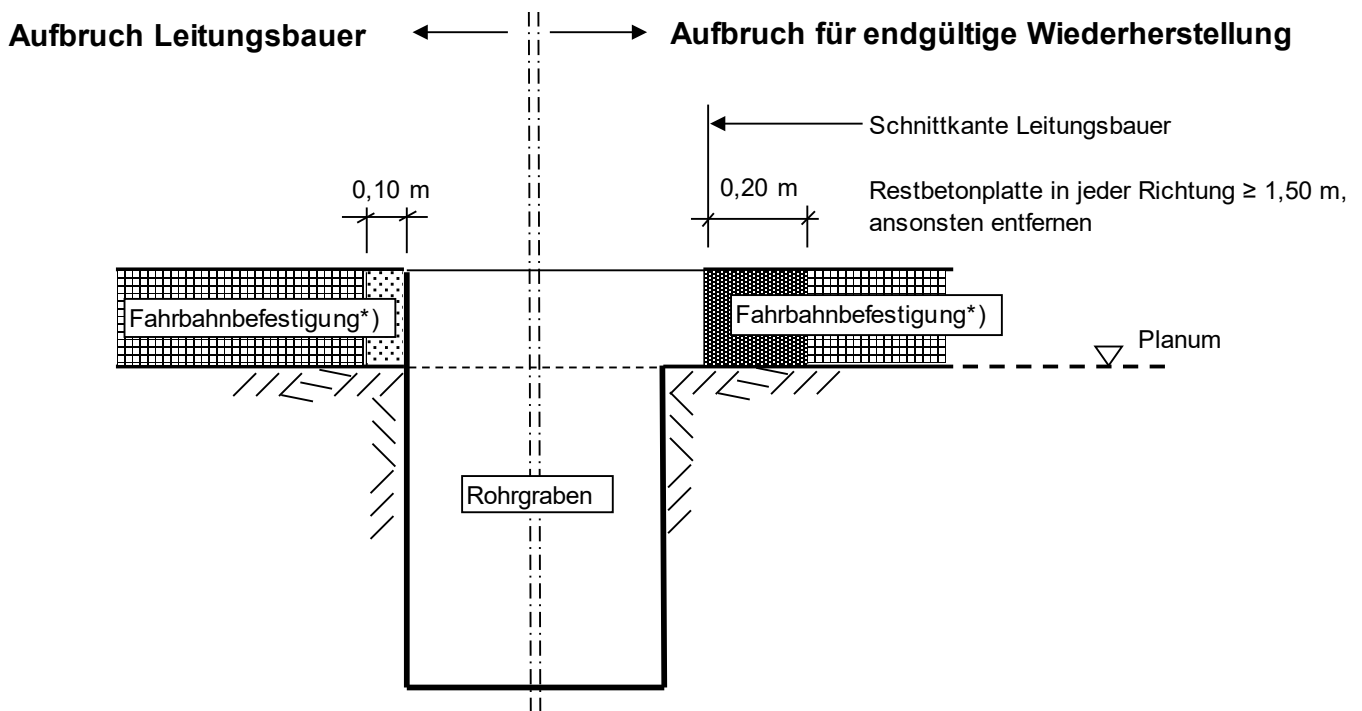 Aufbruch Leitungsbauer
Aufbruch für endgültige Wiederherstellung
Schnittkante Leitungsbauer
0,10 m
0,20 m
Restbetonplatte in jeder Richtung ≥ 1,50 m,
ansonsten entfernen
Fahrbahnbefestigung*)
Fahrbahnbefestigung*)
Planum
Rohrgraben